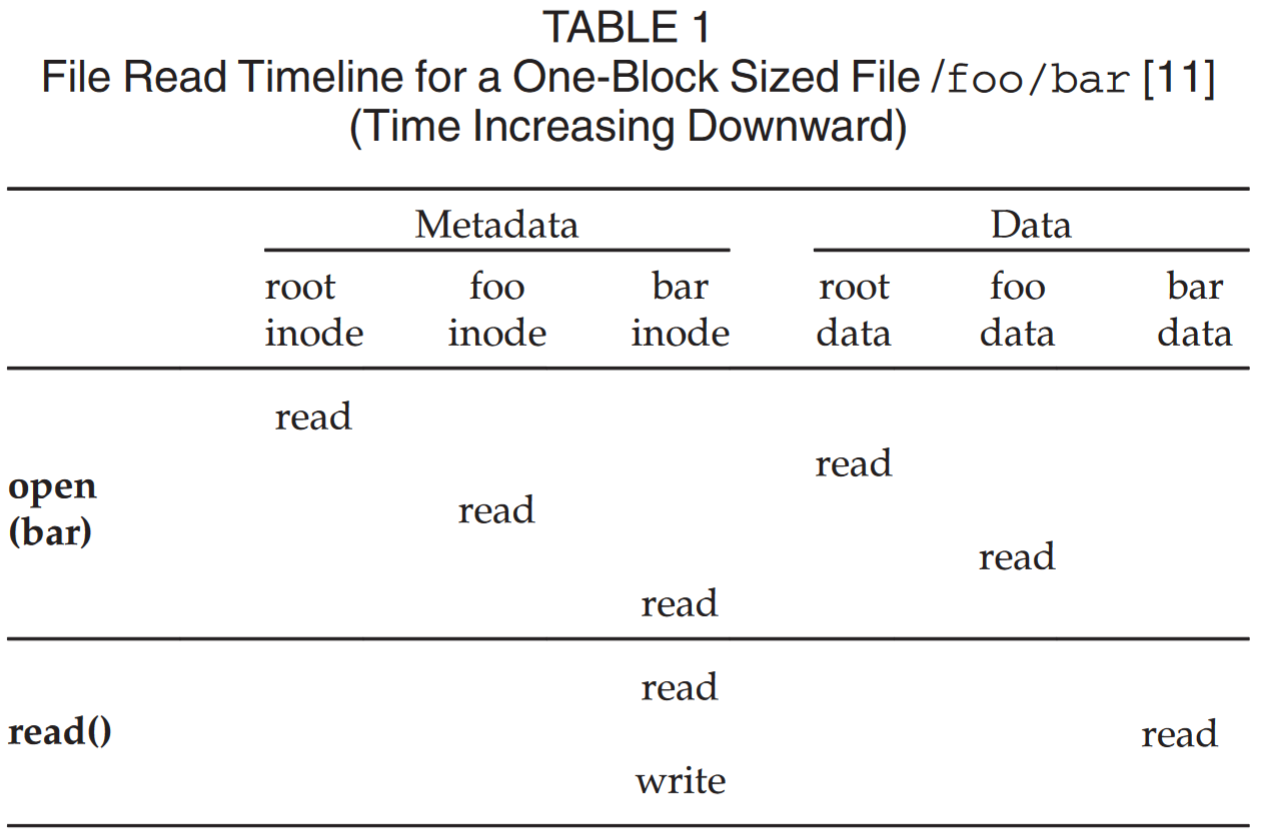 TABLE 1
File Read Timeline for a One-Block Sized File /foo/bar [11]
(Time Increasing Downward)
Metadata Data
root foo bar root foo bar
inode inode inode data data data
read
read
open
read
(bar)
read
read
read
read()
read
write